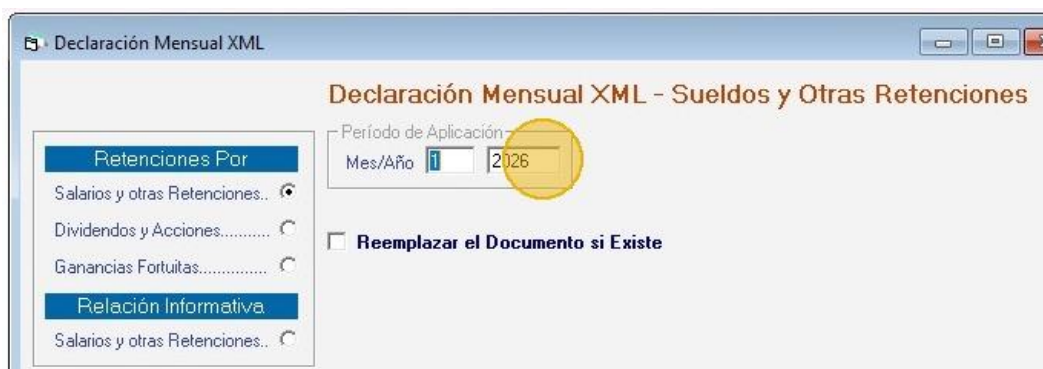 Declaración Mensual XML
Declaración Mensual XML - Sueldos y Otras Retenciones
Período de Aplicación
Mes/Año 1 2026
Retenciones Por
Salarios y otras Retenciones..
Dividendos y Acciones...........
Ganancias Fortuitas...............
Relación Informativa
Salarios y otras Retenciones..
Reemplazar el Documento si Existe